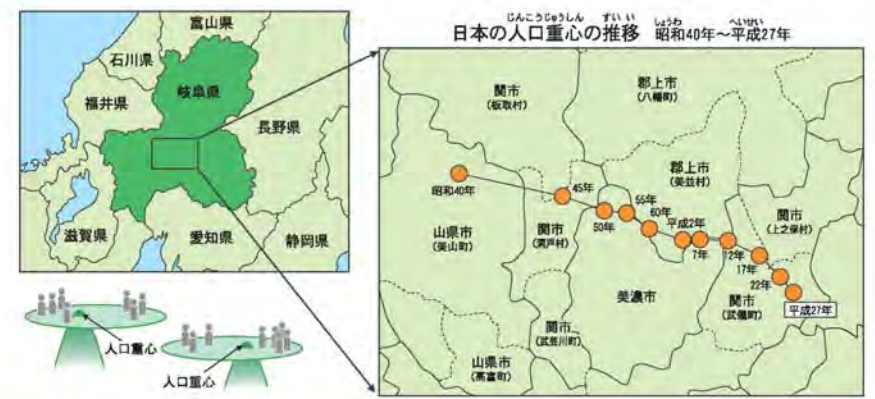 じんこうじゅうしん すいい しょうわ へいせい
日本の人口重心の推移 昭和40年～平成27年
富山県
石川県
岐阜県
福井県
長野県
滋賀県
愛知県
静岡県
人口重心
人口重心
関市
(板取村)
郡上市
(八幡町)
郡上市
(美並村)
昭和40年
45年
50年
55年
60年
平成2年
7年
12年
17年
22年
平成27年
関市
(上之保村)
山県市
(美山町)
関市
(洞戸村)
美濃市
関市
(武儀町)
関市
(武芸川町)
山県市
(高富町)